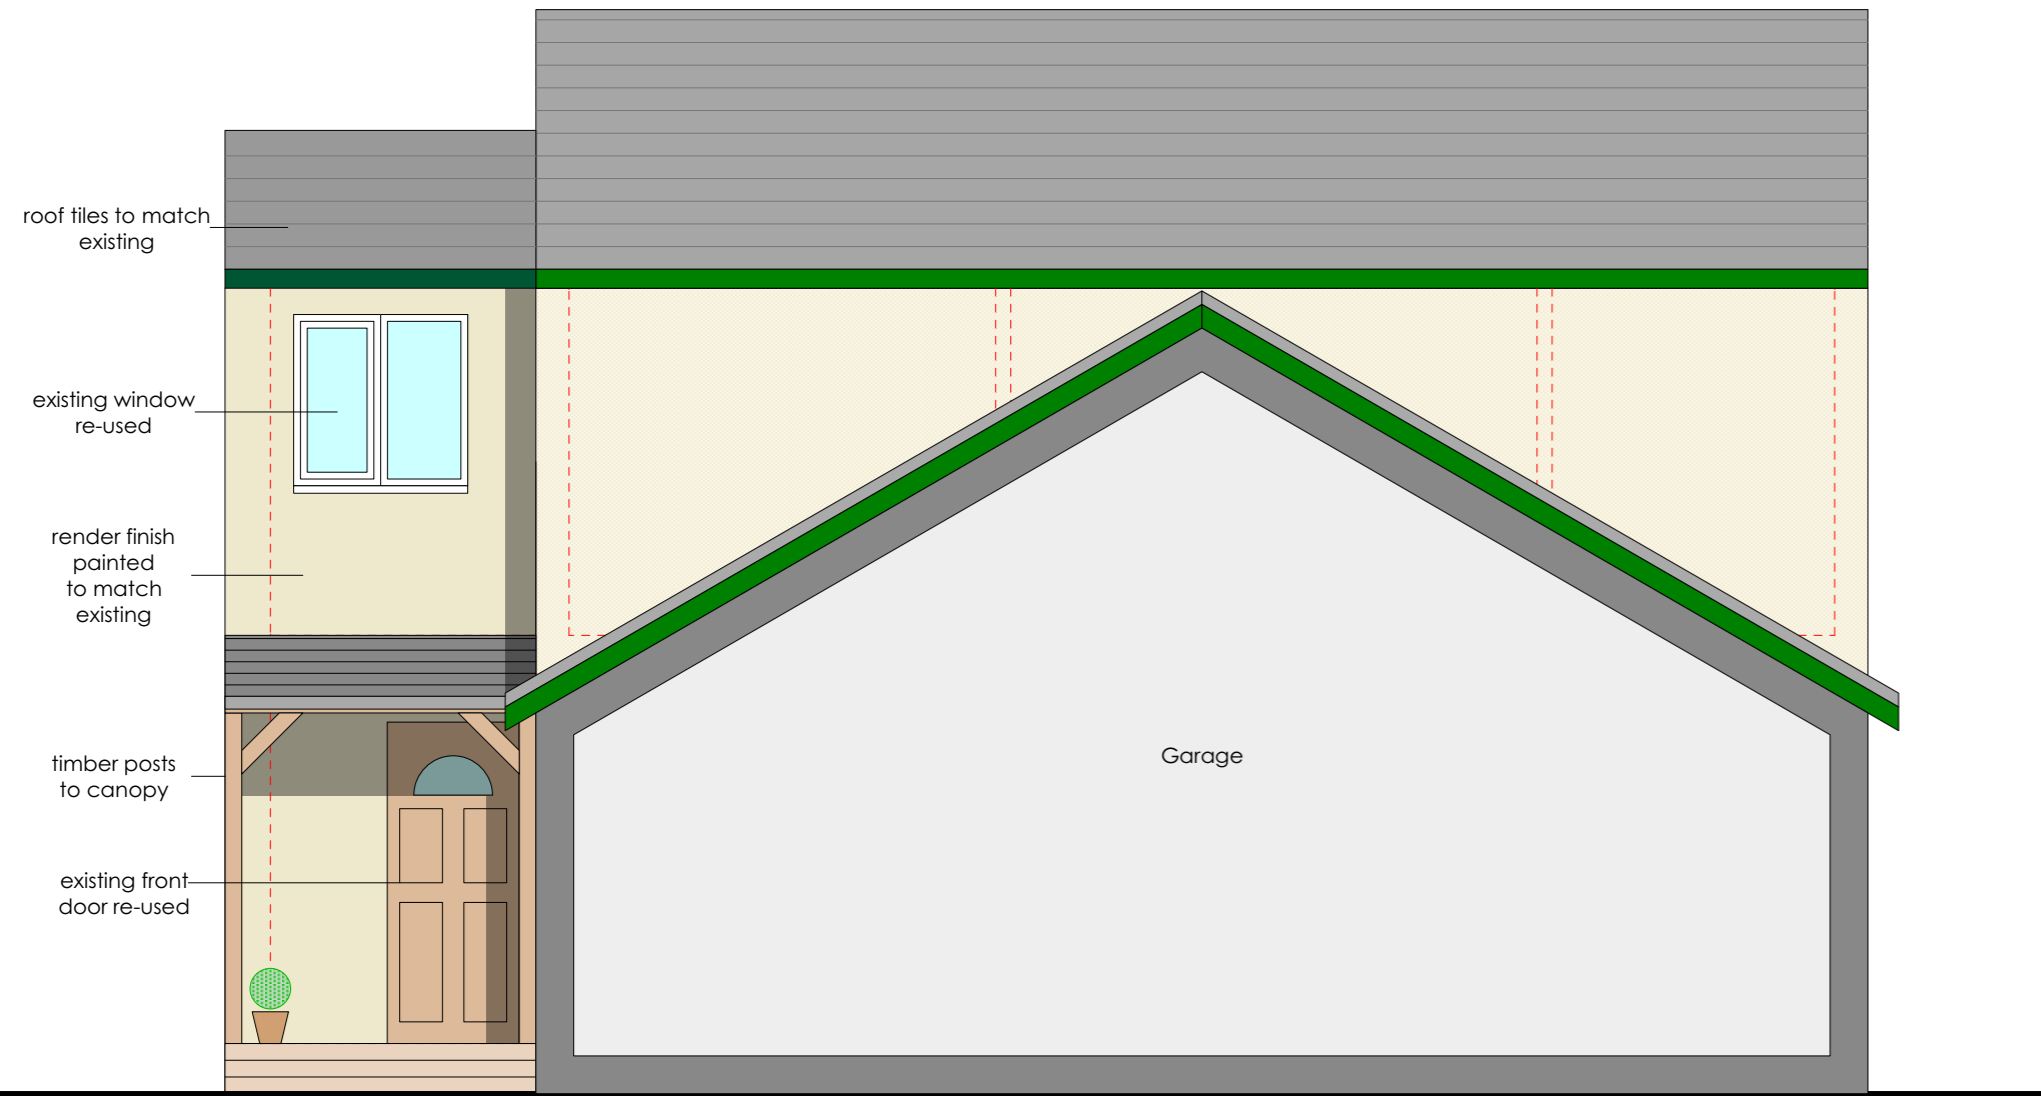 roof tiles to match
existing
existing window
re-used
render finish
painted
to match
existing
timber posts
to canopy
Garage
existing front
door re-used